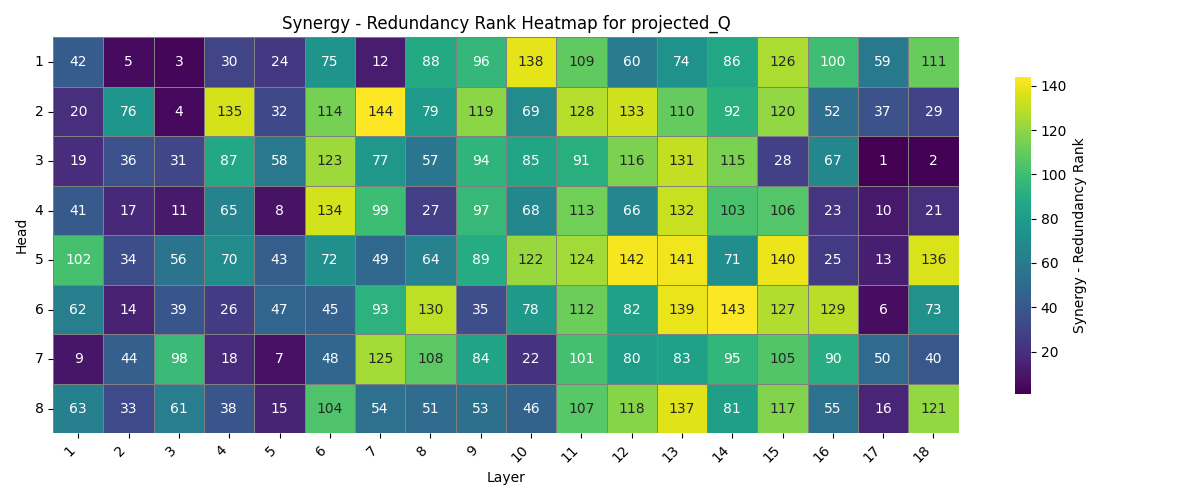 Synergy - Redundancy Rank Heatmap for projected_Q
Head
1 42 5 3 30 24 75 12 88 96 138 109 60 74 86 126 100 59 111
2 20 76 4 135 32 114 144 79 119 69 128 133 110 92 120 52 37 29
3 19 36 31 87 58 123 77 57 94 85 91 116 131 115 28 67 1 2
4 41 17 11 65 8 134 99 27 97 68 113 66 132 103 106 23 10 21
5 102 34 56 70 43 72 49 64 89 122 124 142 141 71 140 25 13 136
6 62 14 39 26 47 45 93 130 35 78 112 82 139 143 127 129 6 73
7 9 44 98 18 7 48 125 108 84 22 101 80 83 95 105 90 50 40
8 63 33 61 38 15 104 54 51 53 46 107 118 137 81 117 55 16 121
1 2 3 4 5 6 7 8 9 10 11 12 13 14 15 16 17 18
Layer
140
120
100
80
60
40
20
Synergy - Redundancy Rank